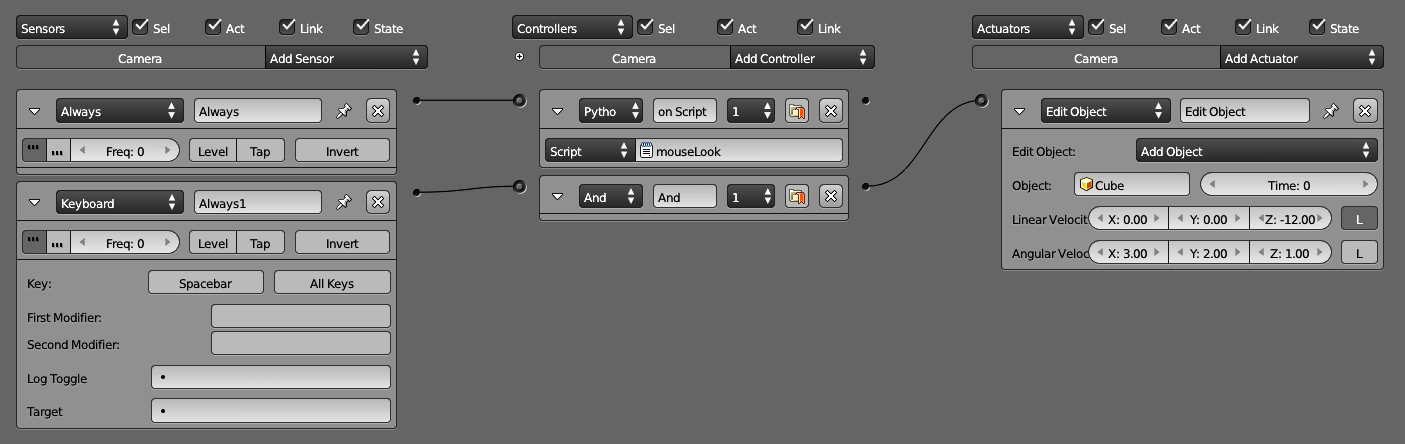 Sensors Sel Act Link State
Controllers Sel Act Link
Actuators Sel Act Link State
Camera Add Sensor
Camera Add Controller
Camera Add Actuator
Always Always
Freq: 0 Level Tap Invert
Keyboard Always1
Freq: 0 Level Tap Invert
Key: Spacebar All Keys
First Modifier:
Second Modifier:
Log Toggle
Target
Pytho on Script 1
Script mouseLook
And And 1
Edit Object Edit Object
Edit Object: Add Object
Object: Cube Time: 0
Linear Velocit X: 0.00 Y: 0.00 Z: -12.00 L
Angular Veloc X: 3.00 Y: 2.00 Z: 1.00 L